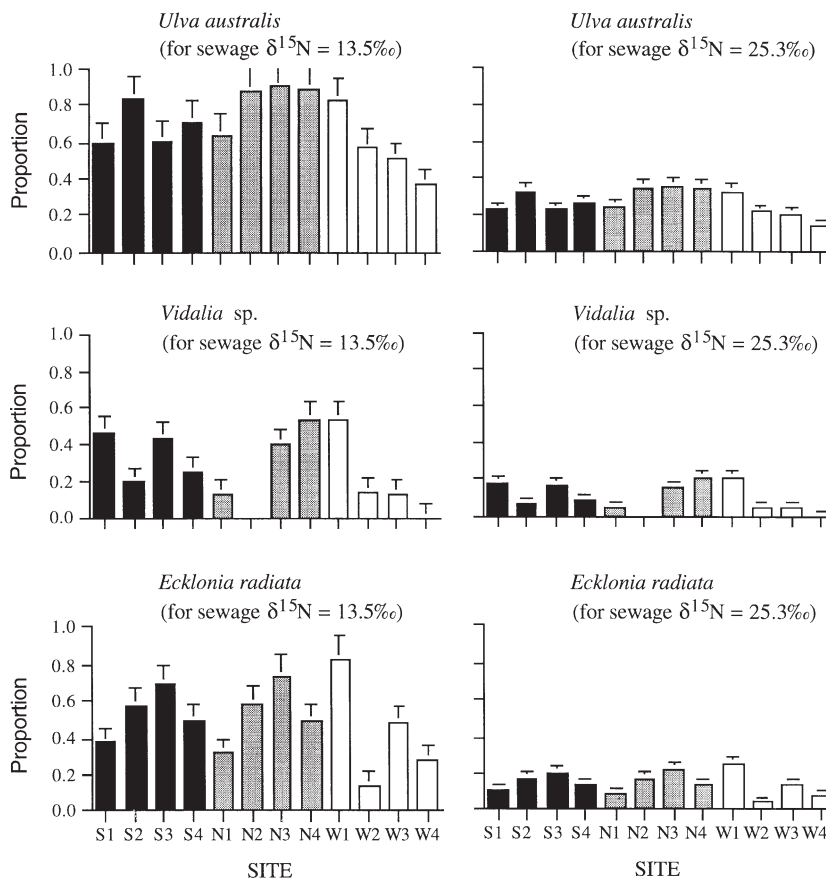 Ulva australis
(for sewage δ15N = 13.5‰)
Ulva australis
(for sewage δ15N = 25.3‰)
Proportion
1.0
0.8
0.6
0.4
0.2
0.0
Vidalia sp.
(for sewage δ15N = 13.5‰)
Vidalia sp.
(for sewage δ15N = 25.3‰)
Proportion
1.0
0.8
0.6
0.4
0.2
0.0
Ecklonia radiata
(for sewage δ15N = 13.5‰)
Ecklonia radiata
(for sewage δ15N = 25.3‰)
Proportion
1.0
0.8
0.6
0.4
0.2
0.0
S1 S2 S3 S4 N1 N2 N3 N4 W1 W2 W3 W4
S1 S2 S3 S4 N1 N2 N3 N4 W1 W2 W3 W4
SITE
SITE